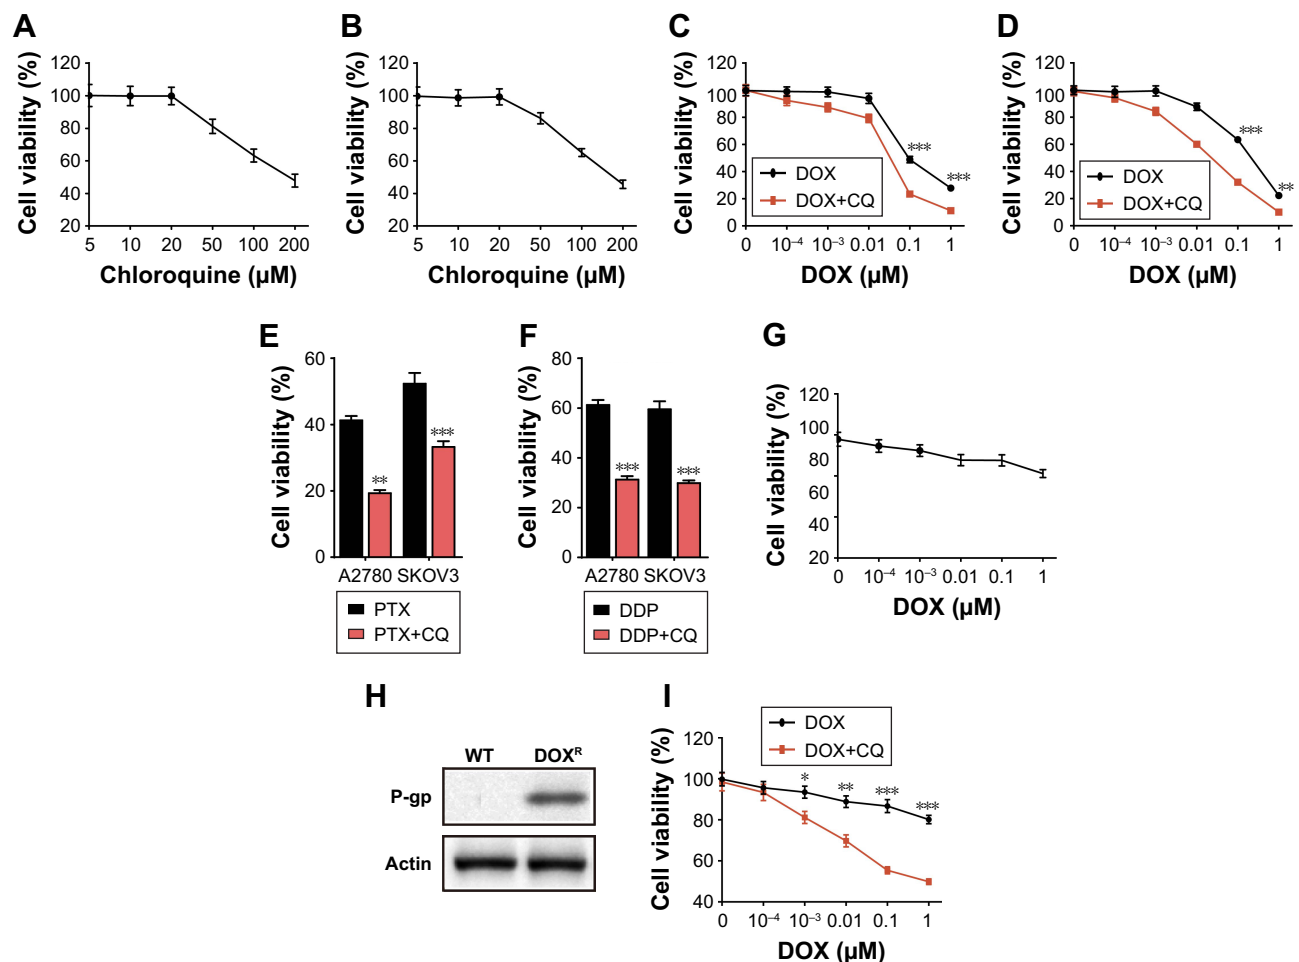 A
Cell viability (%)
120
100
80
60
40
20
5 10 20 50 100 200
Chloroquine (µM)
B
Cell viability (%)
120
100
80
60
40
20
5 10 20 50 100 200
Chloroquine (µM)
C
Cell viability (%)
120
100
80
60
40
20
0
***
***
DOX
DOX+CQ
0 10⁻⁴ 10⁻³ 0.01 0.1 1
DOX (µM)
D
Cell viability (%)
120
100
80
60
40
20
0
***
**
DOX
DOX+CQ
0 10⁻⁴ 10⁻³ 0.01 0.1 1
DOX (µM)
E
Cell viability (%)
60
40
20
0
**
***
A2780 SKOV3
PTX
PTX+CQ
F
Cell viability (%)
80
60
40
20
0
***
***
A2780 SKOV3
DDP
DDP+CQ
G
Cell viability (%)
120
100
80
60
40
20
0 10⁻⁴ 10⁻³ 0.01 0.1 1
DOX (µM)
H
WT DOXᴿ
P-gp
Actin
I
DOX
DOX+CQ
Cell viability (%)
120
100
80
60
40
*
**
***
***
0 10⁻⁴ 10⁻³ 0.01 0.1 1
DOX (µM)